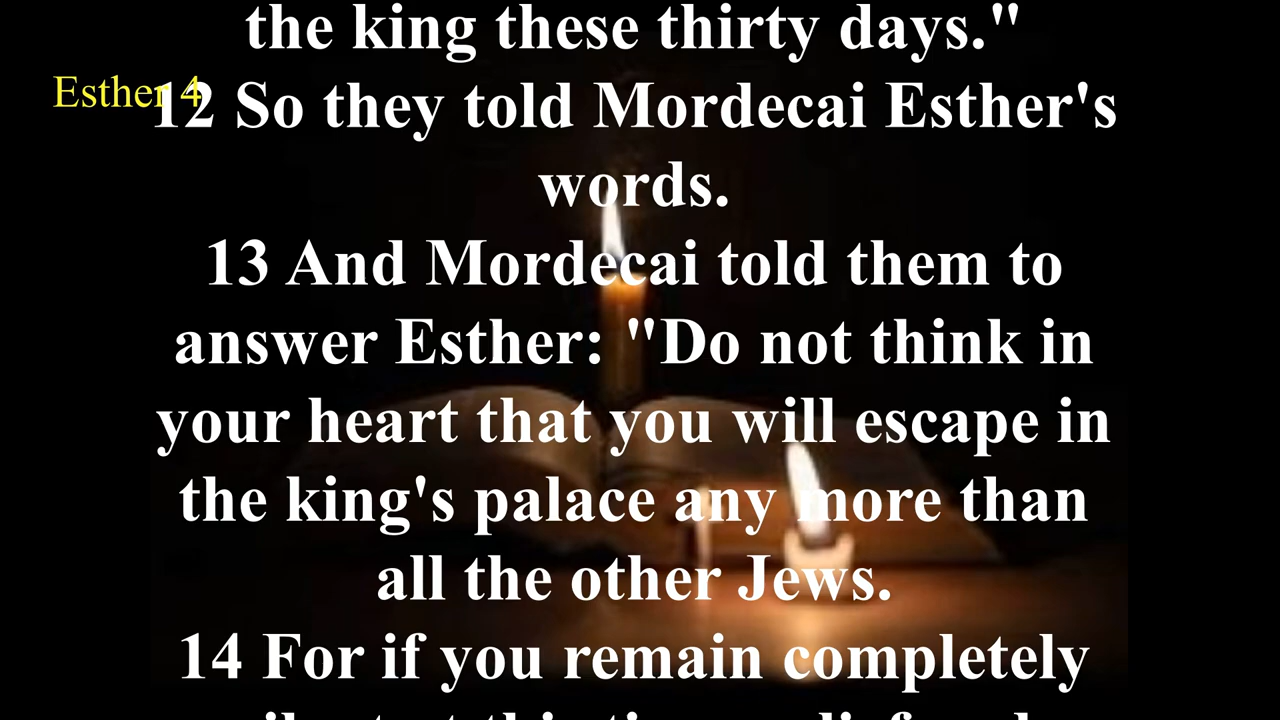 the king these thirty days."
Esther 4
12 So they told Mordecai Esther's
words.
13 And Mordecai told them to
answer Esther: "Do not think in
your heart that you will escape in
the king's palace any more than
all the other Jews.
14 For if you remain completely